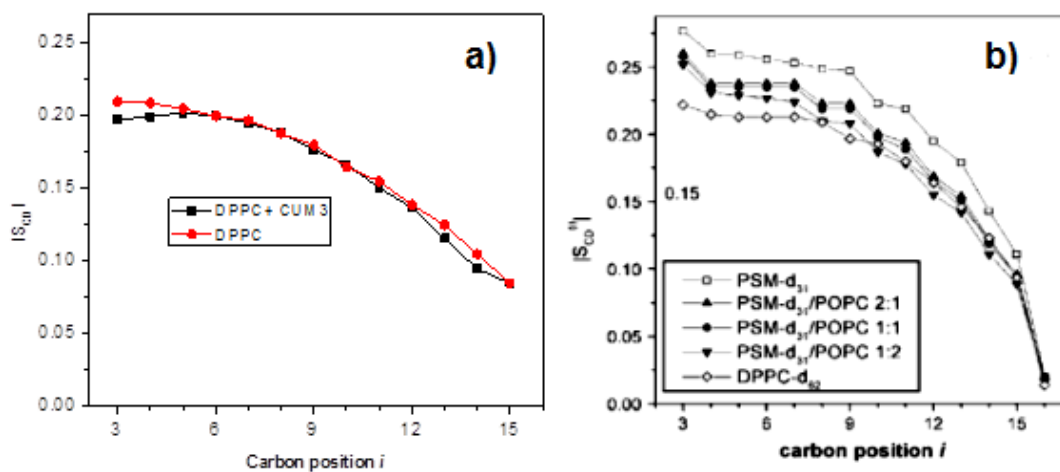 a)
0.25
0.20
0.15
0.10
0.05
0.00
|S_CD|
DPPC + CUM 3
DPPC
3 6 9 12 15
Carbon position i
b)
0.25
0.20
0.15
0.15
0.10
0.05
0.00
PSM-d₃₁
PSM-d₃₁/POPC 2:1
PSM-d₃₁/POPC 1:1
PSM-d₃₁/POPC 1:2
DPPC-d₆₂
3 6 9 12 15
carbon position i